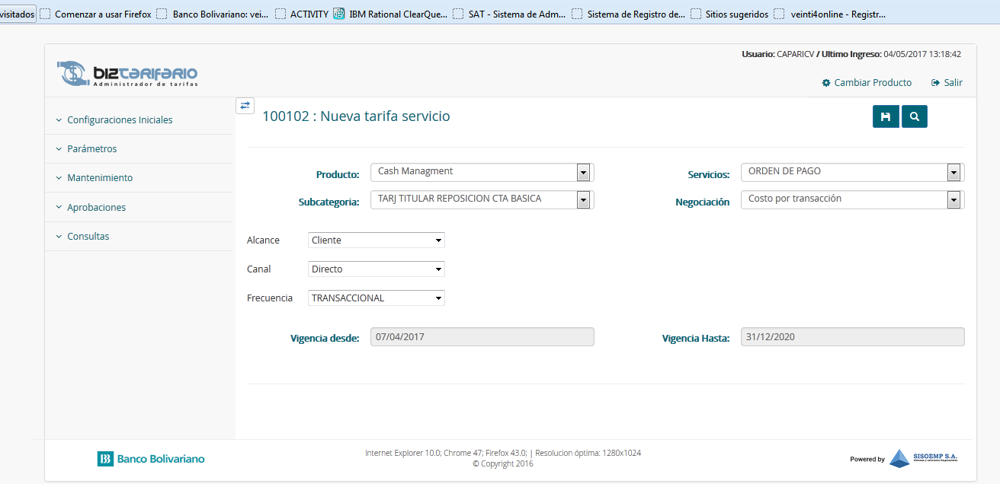 visitados Comenzar a usar Firefox Banco Bolivariano: vei... ACTIVITY IBM Rational ClearQue... SAT - Sistema de Adm... Sistema de Registro de... Sitios sugeridos veinti4online - Registr...
Usuario: CAPARICV / Ultimo Ingreso: 04/05/2017 13:18:42
biztarifario
Administrador de tarifas
Cambiar Producto Salir
Configuraciones Iniciales
Parámetros
Mantenimiento
Aprobaciones
Consultas
100102 : Nueva tarifa servicio
Producto: Cash Managment Servicios: ORDEN DE PAGO
Subcategoria: TARJ TITULAR REPOSICION CTA BASICA Negociación Costo por transacción
Alcance Cliente
Canal Directo
Frecuencia TRANSACCIONAL
Vigencia desde: 07/04/2017 Vigencia Hasta: 31/12/2020
Banco Bolivariano
Internet Explorer 10.0; Chrome 47; Firefox 43.0; | Resolucion óptima: 1280x1024
© Copyright 2016
Powered by SISOEMP S.A.